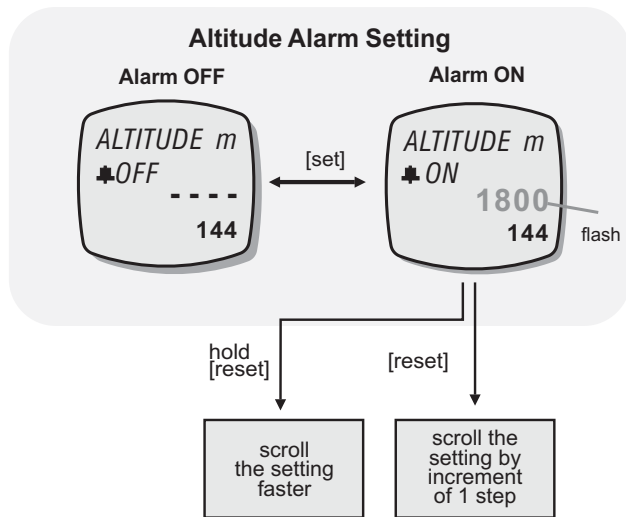 Altitude Alarm Setting
Alarm OFF
Alarm ON
ALTITUDE m
OFF
- - - -
144
[set]
ALTITUDE m
ON
1800
144
flash
hold
[reset]
[reset]
scroll
the setting
faster
scroll the
setting by
increment
of 1 step